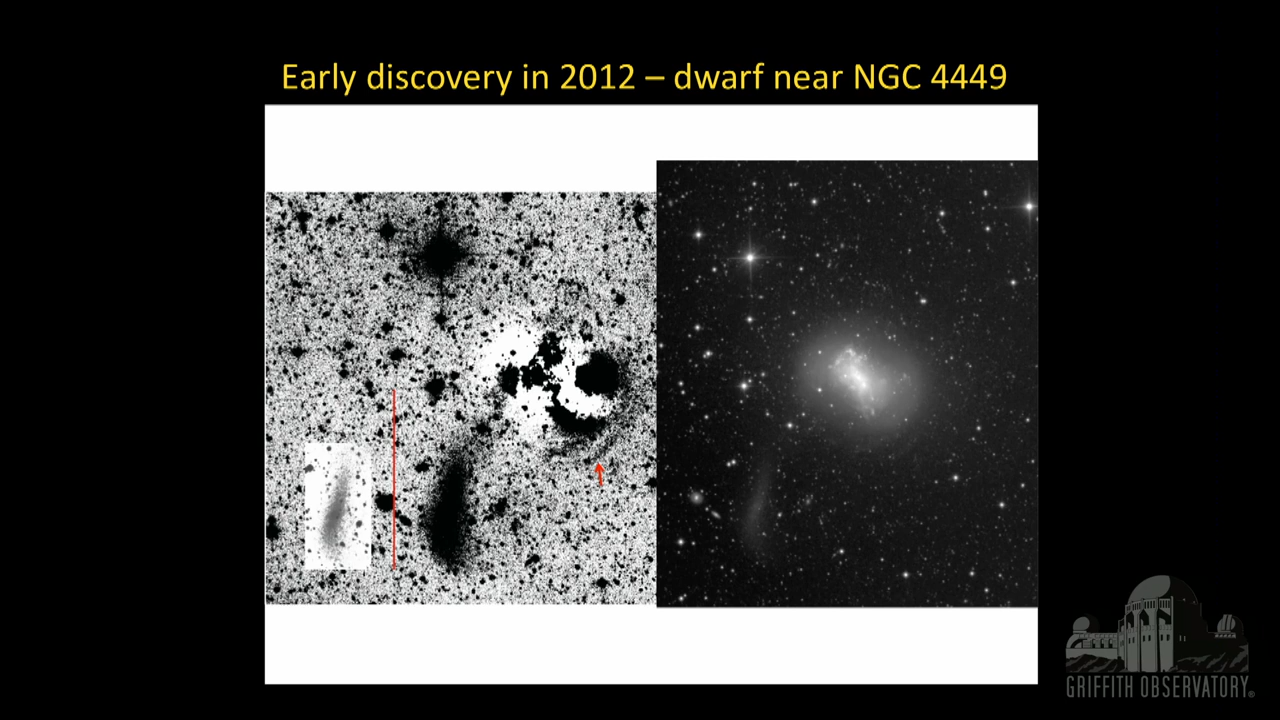 Early discovery in 2012 – dwarf near NGC 4449
GRIFFITH OBSERVATORY®